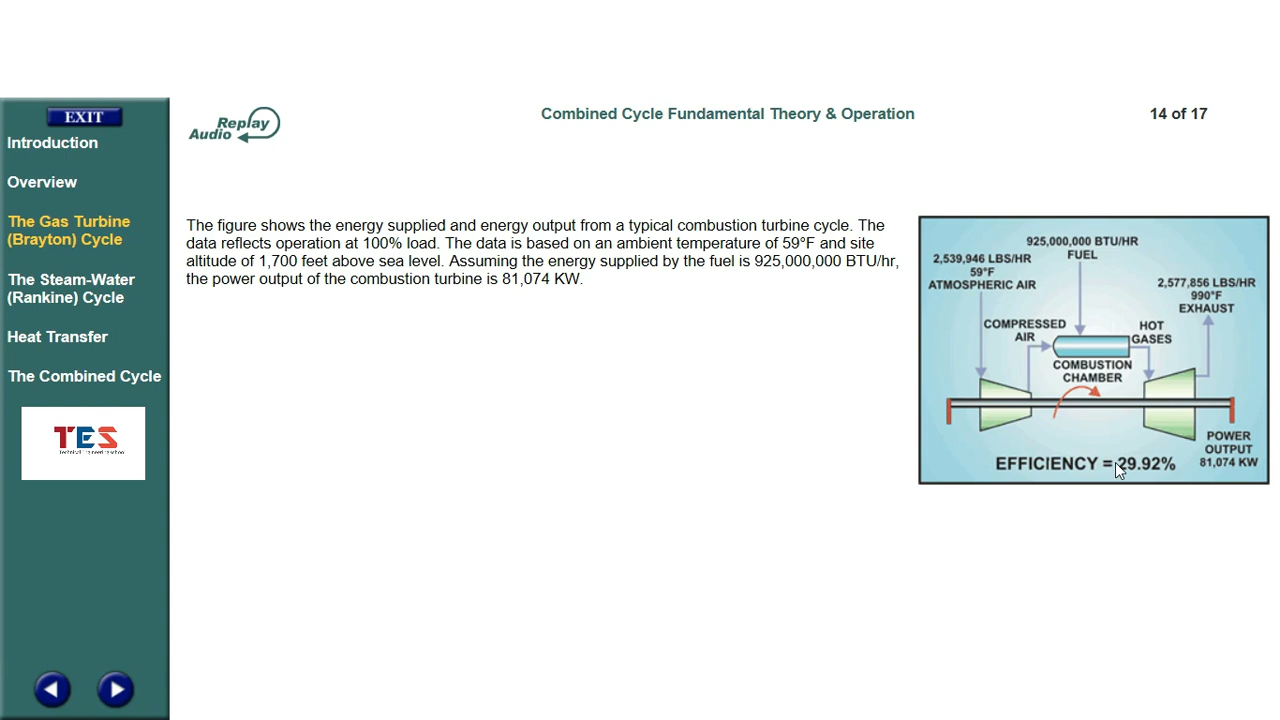 EXIT
Introduction
Overview
The Gas Turbine
(Brayton) Cycle
The Steam-Water
(Rankine) Cycle
Heat Transfer
The Combined Cycle
TES
Replay
Audio
Combined Cycle Fundamental Theory & Operation
14 of 17
The figure shows the energy supplied and energy output from a typical combustion turbine cycle. The
data reflects operation at 100% load. The data is based on an ambient temperature of 59°F and site
altitude of 1,700 feet above sea level. Assuming the energy supplied by the fuel is 925,000,000 BTU/hr,
the power output of the combustion turbine is 81,074 KW.
925,000,000 BTU/HR
FUEL
2,539,946 LBS/HR
59°F
ATMOSPHERIC AIR
2,577,856 LBS/HR
990°F
EXHAUST
COMPRESSED
AIR
HOT
GASES
COMBUSTION
CHAMBER
POWER
OUTPUT
81,074 KW
EFFICIENCY = 29.92%